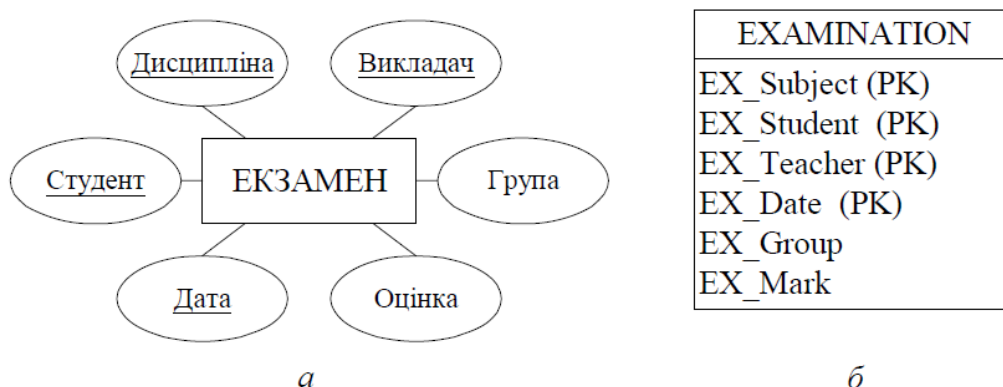 Дисципліна
Викладач
Студент
ЕКЗАМЕН
Група
Дата
Оцінка
а
EXAMINATION
EX_Subject (PK)
EX_Student (PK)
EX_Teacher (PK)
EX_Date (PK)
EX_Group
EX_Mark
б